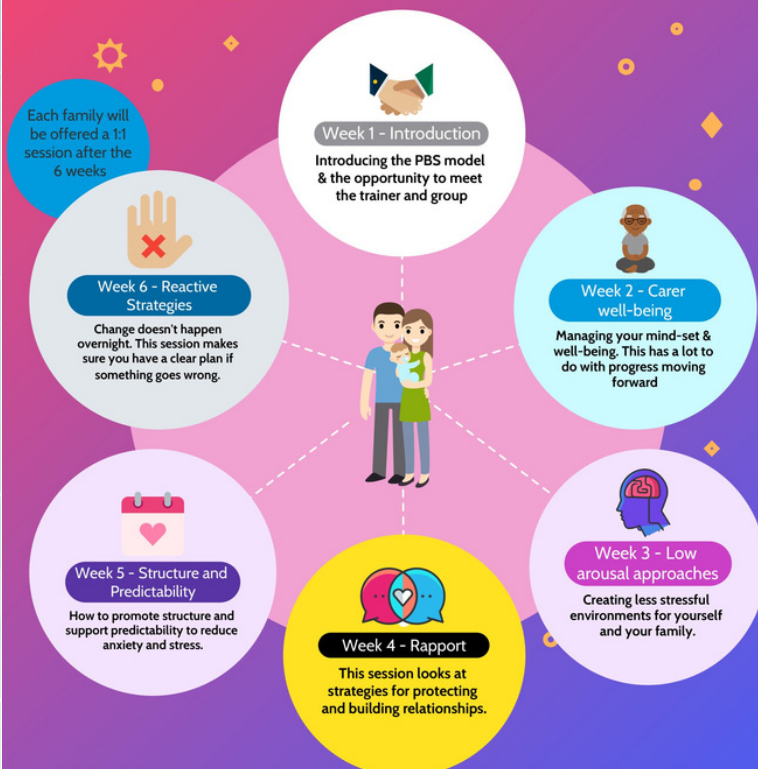 Each family will
be offered a 1:1
session after the
6 weeks
Week 1 - Introduction
Introducing the PBS model
& the opportunity to meet
the trainer and group
Week 2 - Carer
well-being
Managing your mind-set &
well-being. This has a lot to
do with progress moving
forward
Week 3 - Low
arousal approaches
Creating less stressful
environments for yourself
and your family.
Week 4 - Rapport
This session looks at
strategies for protecting
and building relationships.
Week 5 - Structure and
Predictability
How to promote structure and
support predictability to reduce
anxiety and stress.
Week 6 - Reactive
Strategies
Change doesn't happen
overnight. This session makes
sure you have a clear plan if
something goes wrong.